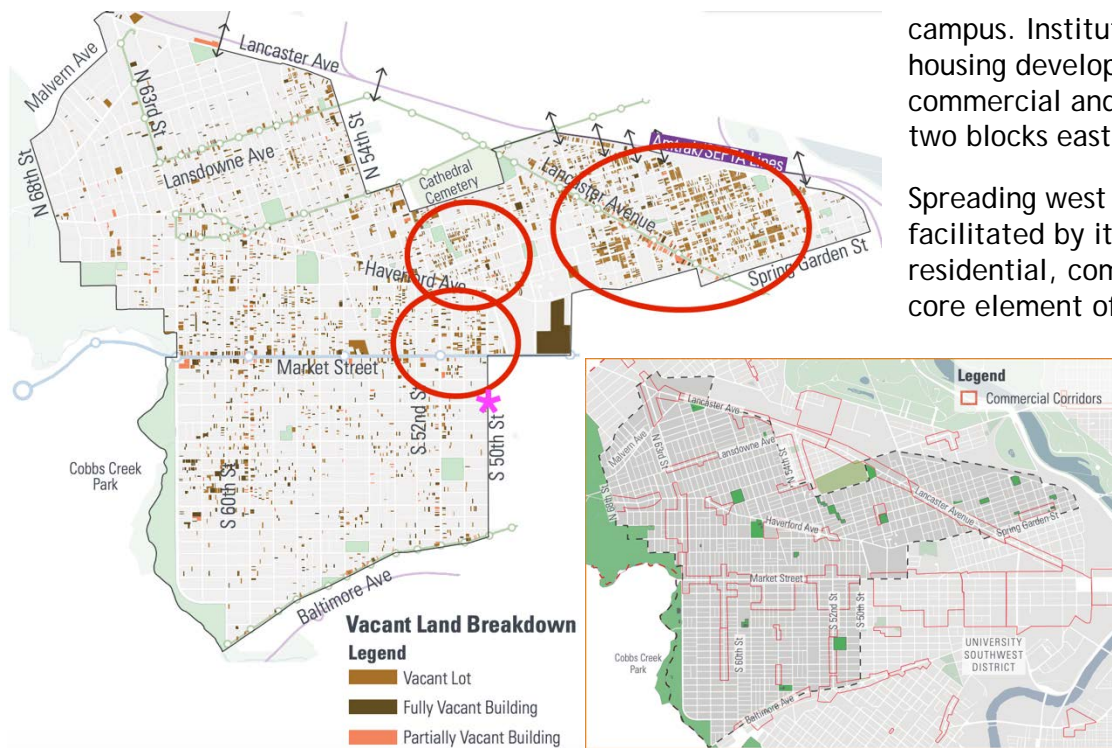 campus. Institut
housing develop
commercial and
two blocks east
Spreading west
facilitated by it
residential, com
core element of
Lancaster Ave
Malvern Ave
N 63rd St
N 54th St
Lansdowne Ave
N 68th St
Amtrak/SEPTA Lines
Cathedral
Cemetery
Lancaster Avenue
Haverford Ave
Spring Garden St
Market Street
S 52nd St
S 50th St
*
Cobbs Creek
Park
S 60th St
Baltimore Ave
Vacant Land Breakdown
Legend
Vacant Lot
Fully Vacant Building
Partially Vacant Building
Legend
Commercial Corridors
Lancaster Ave
Malvern Ave
N 63rd St
Lansdowne Ave
N 54th St
N 68th St
Lancaster Avenue
Haverford Ave
Spring Garden St
Market Street
S 52nd St
S 50th St
S 60th St
UNIVERSITY
SOUTHWEST
DISTRICT
Cobbs Creek
Park
Baltimore Ave